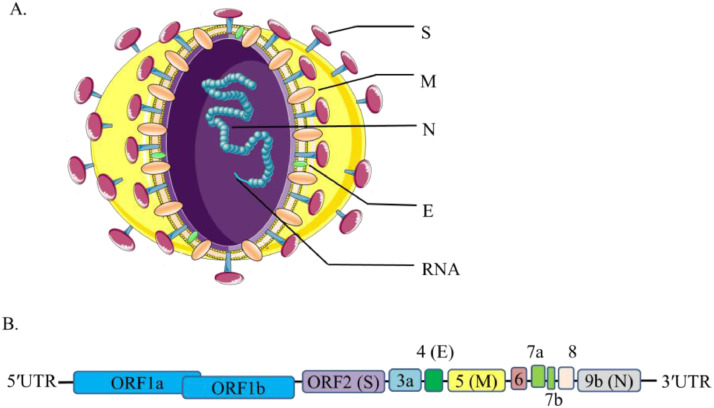 A.
S
M
N
E
RNA
B.
4 (E) 7a 8
5′UTR ORF1a ORF1b ORF2 (S) 3a 5 (M) 6 9b (N) 3′UTR
7b